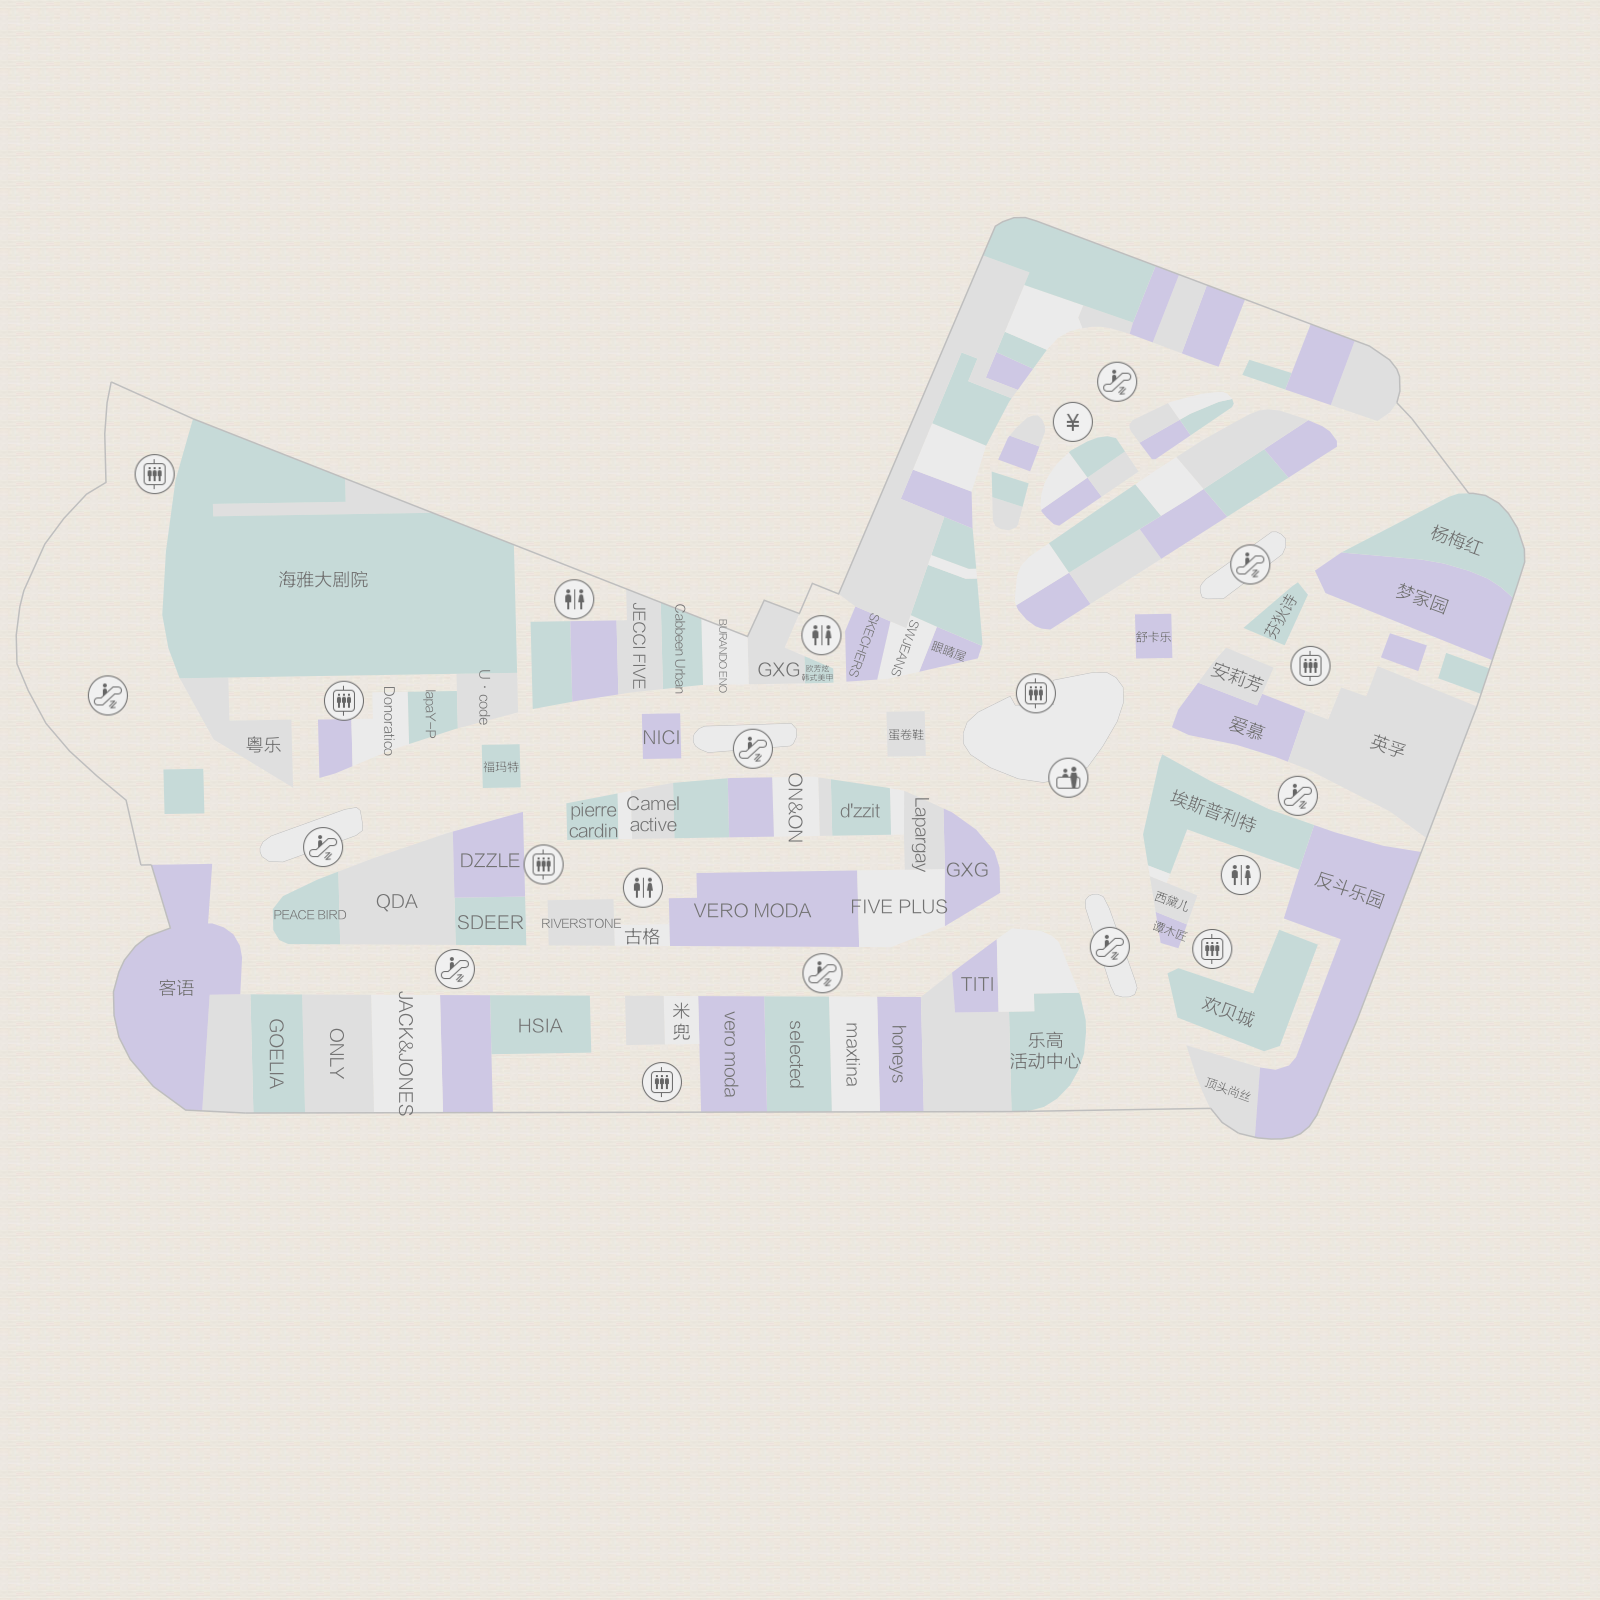 杨梅红
梦家园
海雅大剧院
芬狄诗
舒卡乐
JECCI FIVE
Cabbeen Urban
BURANDO ENO
GXG
欧芳炫
韩式美甲
SKECHERS
SWJEANS
眼睛屋
安莉芳
爱慕
英孚
U · code
lapaY-P
Donoratico
粤乐
NICI
蛋卷鞋
福玛特
pierre
cardin
Camel
active
ON&ON
d'zzit
Lapargay
GXG
埃斯普利特
反斗乐园
DZZLE
QDA
PEACE BIRD
SDEER
RIVERSTONE
古格
VERO MODA
FIVE PLUS
西黛儿
谭木匠
客语
TITI
欢贝城
GOELIA
ONLY
JACK&JONES
HSIA
米
兜
vero moda
selected
maxtina
honeys
乐高
活动中心
顶头尚丝
¥